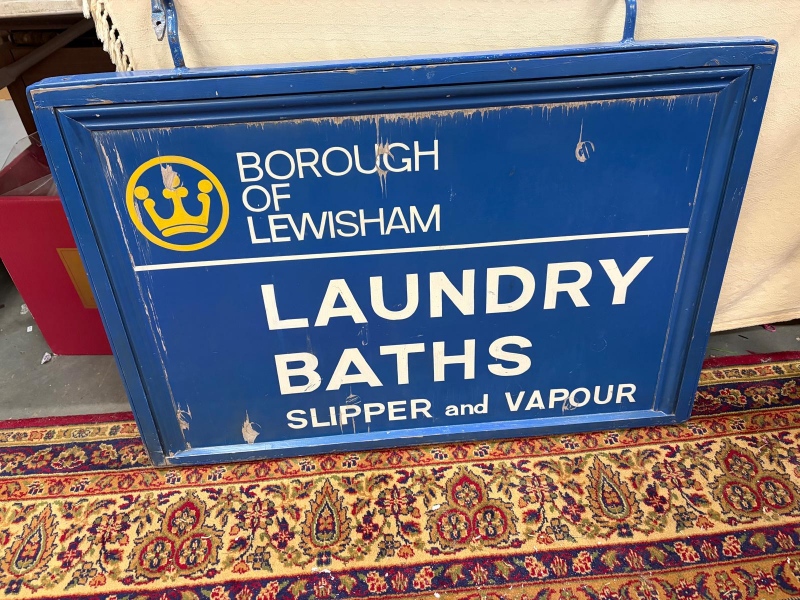 BOROUGH
OF
LEWISHAM
LAUNDRY
BATHS
SLIPPER and VAPOUR